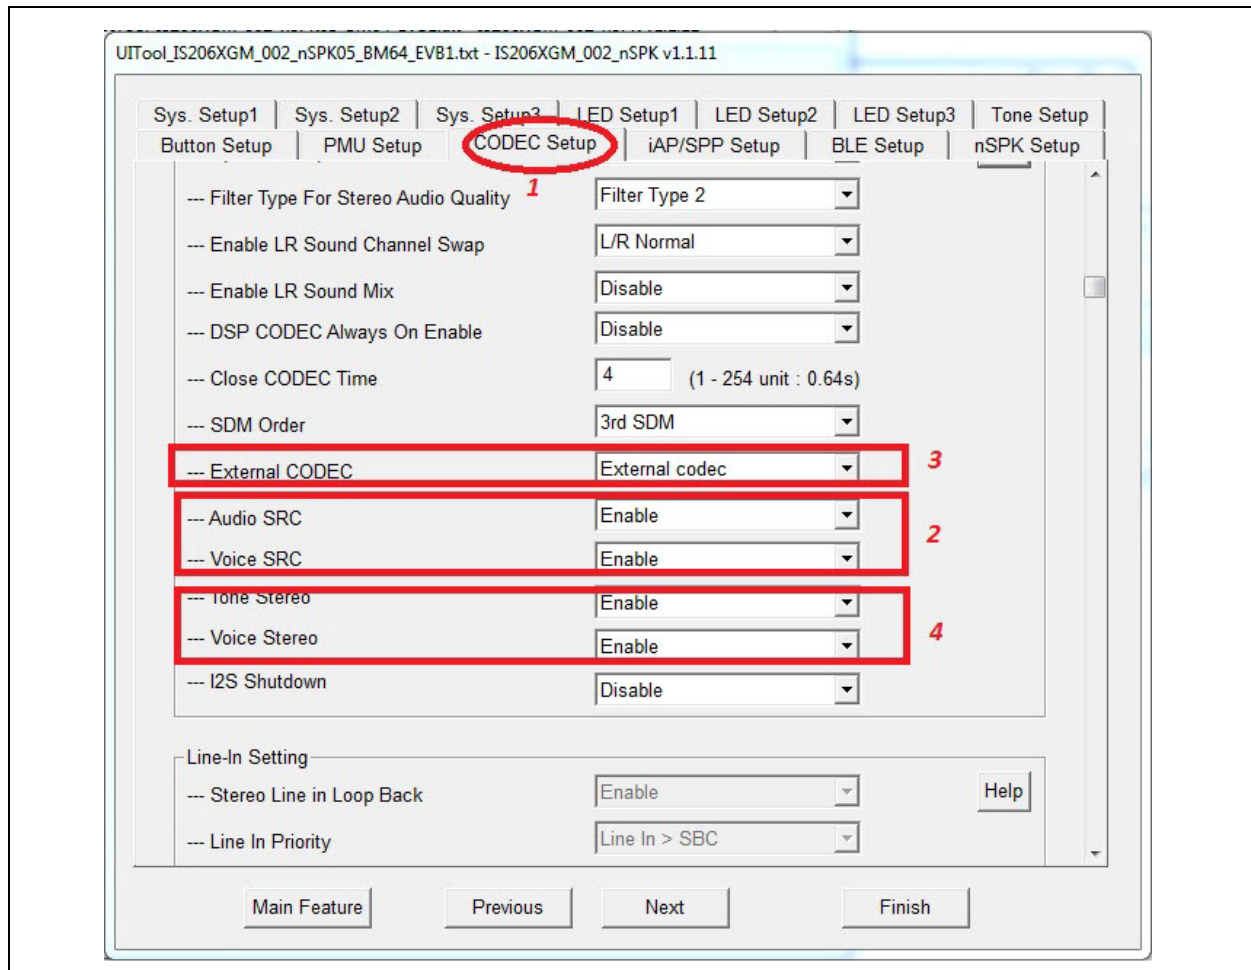 UITool_IS206XGM_002_nSPK05_BM64_EVB1.txt - IS206XGM_002_nSPK v1.1.11
Sys. Setup1 Sys. Setup2 Sys. Setup3 LED Setup1 LED Setup2 LED Setup3 Tone Setup
Button Setup PMU Setup CODEC Setup iAP/SPP Setup BLE Setup nSPK Setup
1
--- Filter Type For Stereo Audio Quality Filter Type 2
--- Enable LR Sound Channel Swap L/R Normal
--- Enable LR Sound Mix Disable
--- DSP CODEC Always On Enable Disable
--- Close CODEC Time 4 (1 - 254 unit : 0.64s)
--- SDM Order 3rd SDM
--- External CODEC External codec 3
--- Audio SRC Enable
2
--- Voice SRC Enable
--- Tone Stereo Enable
--- Voice Stereo Enable 4
--- I2S Shutdown Disable
Line-In Setting
--- Stereo Line in Loop Back Enable Help
--- Line In Priority Line In > SBC
Main Feature Previous Next Finish